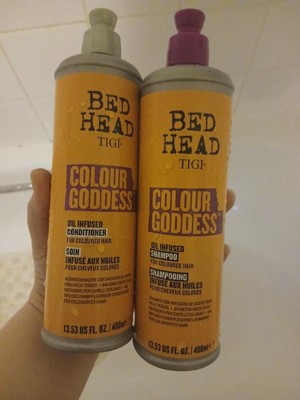 BED
HEAD
TIGI
COLOUR
GODDESS
OIL INFUSED
CONDITIONER
FOR COLOURED HAIR
SOIN
INFUSÉ AUX HUILES
POUR CHEVEUX COLORÉS
13.53 US FL. OZ. / 400ml
BED
HEAD
TIGI
COLOUR
GODDESS
OIL INFUSED
SHAMPOO
FOR COLOURED HAIR
SHAMPOOING
INFUSÉ AUX HUILES
POUR CHEVEUX COLORÉS
13.53 US FL. OZ. / 400ml